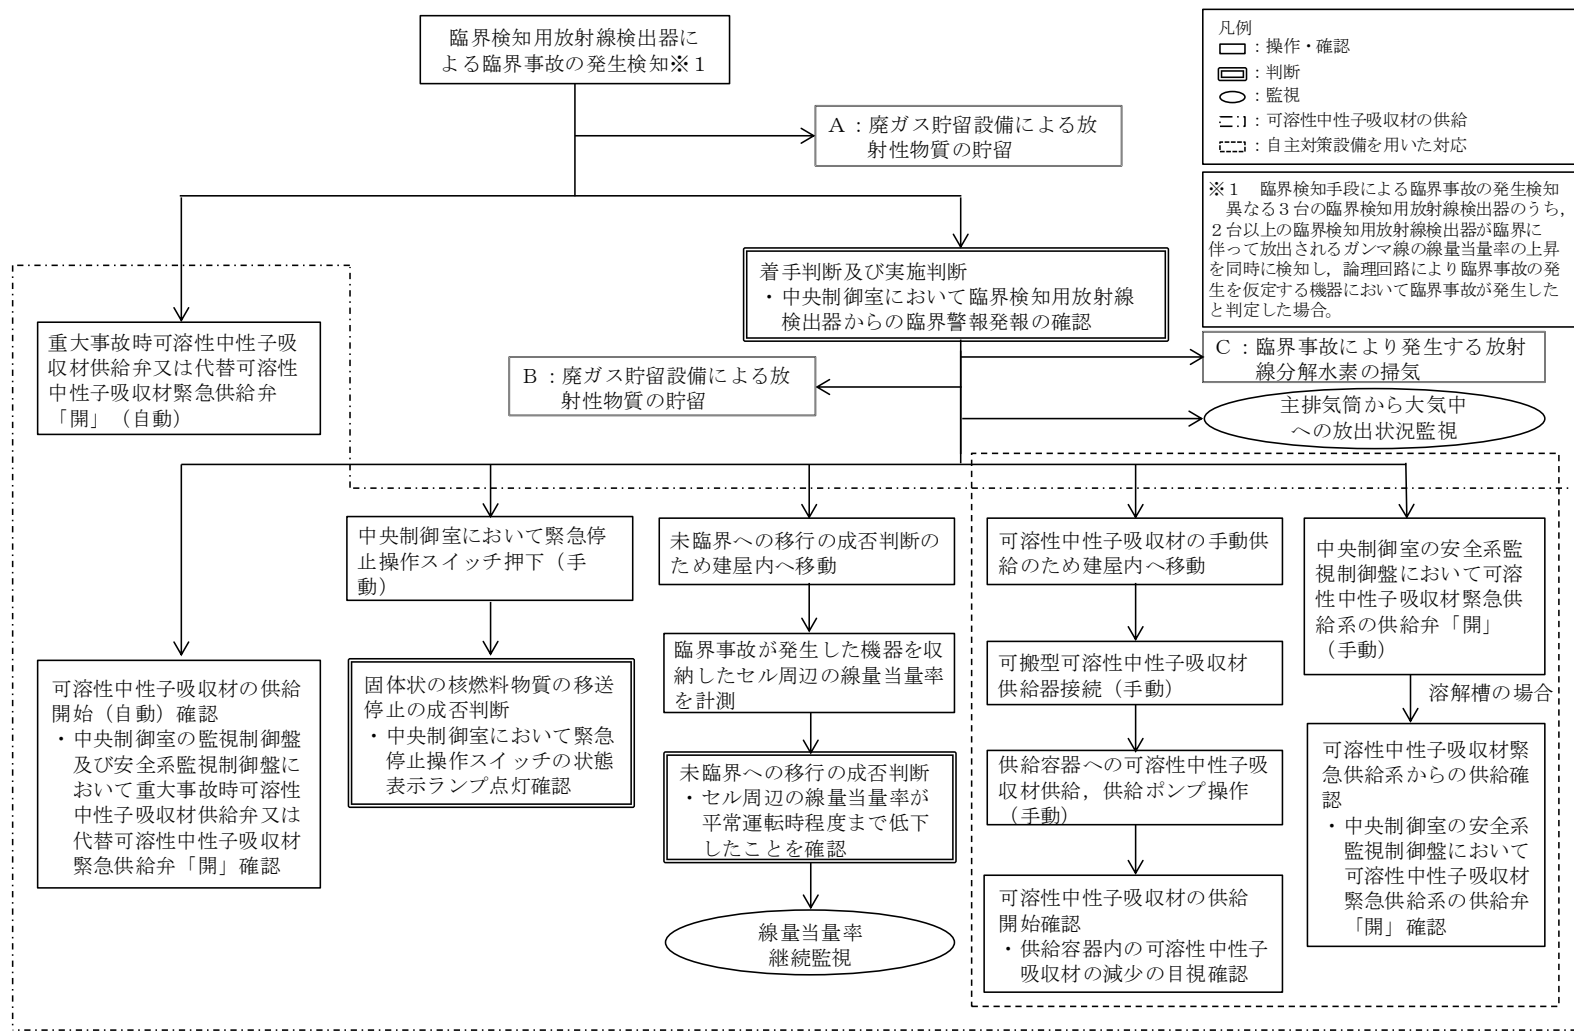 臨界検知用放射線検出器に
よる臨界事故の発生検知※１
凡例
：操作・確認
：判断
：監視
：可溶性中性子吸収材の供給
：自主対策設備を用いた対応
Ａ：廃ガス貯留設備による放
射性物質の貯留
※１　臨界検知手段による臨界事故の発生検知
異なる３台の臨界検知用放射線検出器のうち，
２台以上の臨界検知用放射線検出器が臨界に
伴って放出されるガンマ線の線量当量率の上昇
を同時に検知し，論理回路により臨界事故の発
生を仮定する機器において臨界事故が発生した
と判定した場合。
着手判断及び実施判断
・中央制御室において臨界検知用放射線
検出器からの臨界警報発報の確認
重大事故時可溶性中性子吸
収材供給弁又は代替可溶性
中性子吸収材緊急供給弁
「開」（自動）
Ｂ：廃ガス貯留設備による放
射性物質の貯留
Ｃ：臨界事故により発生する放射
線分解水素の掃気
主排気筒から大気中
への放出状況監視
可溶性中性子吸収材の供給
開始（自動）確認
・中央制御室の監視制御盤
及び安全系監視制御盤に
おいて重大事故時可溶性
中性子吸収材供給弁又は
代替可溶性中性子吸収材
緊急供給弁「開」確認
中央制御室において緊急停
止操作スイッチ押下（手
動）
固体状の核燃料物質の移送
停止の成否判断
・中央制御室において緊急
停止操作スイッチの状態
表示ランプ点灯確認
未臨界への移行の成否判断の
ため建屋内へ移動
臨界事故が発生した機器を収
納したセル周辺の線量当量率
を計測
未臨界への移行の成否判断
・セル周辺の線量当量率が
平常運転時程度まで低下
したことを確認
線量当量率
継続監視
可溶性中性子吸収材の手動供
給のため建屋内へ移動
可搬型可溶性中性子吸収材
供給器接続（手動）
供給容器への可溶性中性子吸
収材供給，供給ポンプ操作
（手動）
可溶性中性子吸収材の供給
開始確認
・供給容器内の可溶性中性子
吸収材の減少の目視確認
中央制御室の安全系監
視制御盤において可溶
性中性子吸収材緊急供
給系の供給弁「開」
（手動）
溶解槽の場合
可溶性中性子吸収材緊
急供給系からの供給確
認
・中央制御室の安全系
監視制御盤において
可溶性中性子吸収材
緊急供給系の供給弁
「開」確認